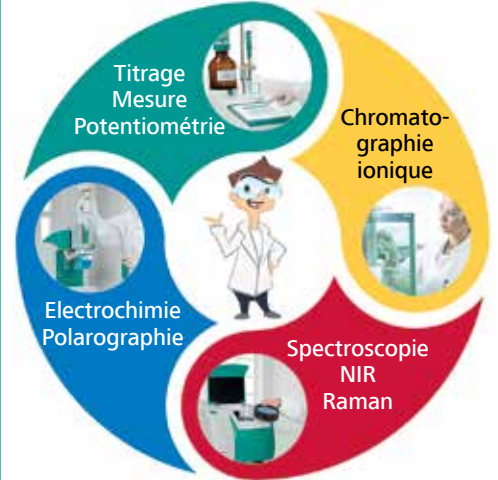 Titrage
Mesure
Potentiométrie
Chromato-
graphie
ionique
Electrochimie
Polarographie
Spectroscopie
NIR
Raman